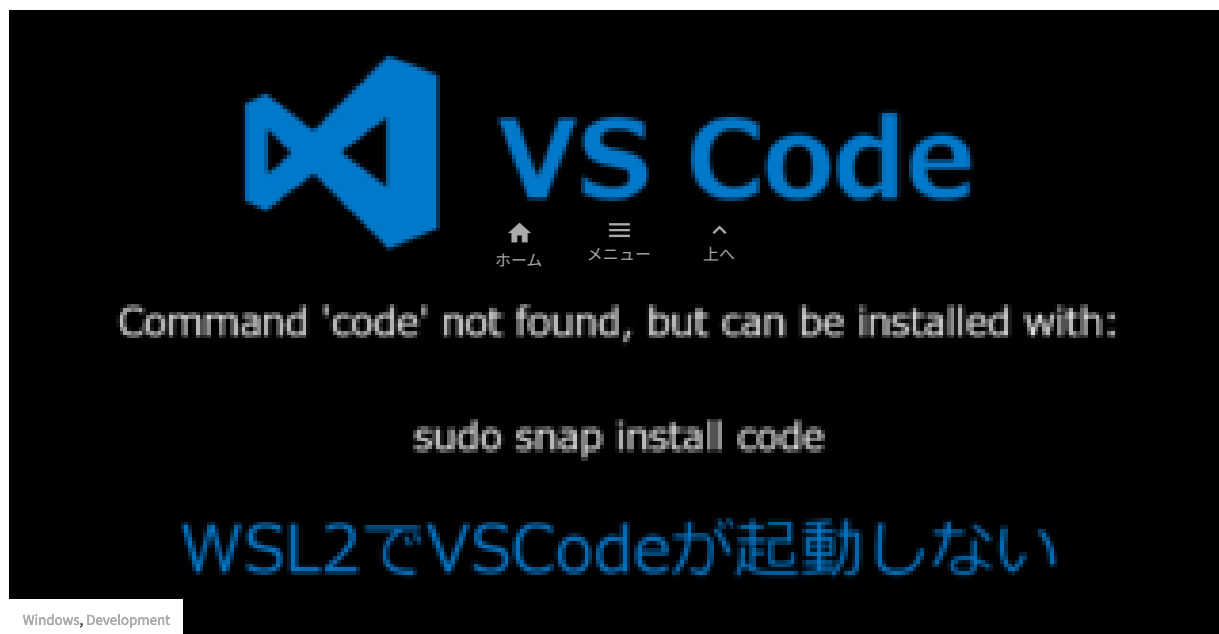 VS Code
ホーム メニュー 上へ
Command 'code' not found, but can be installed with:
sudo snap install code
WSL2でVSCodeが起動しない
Windows, Development